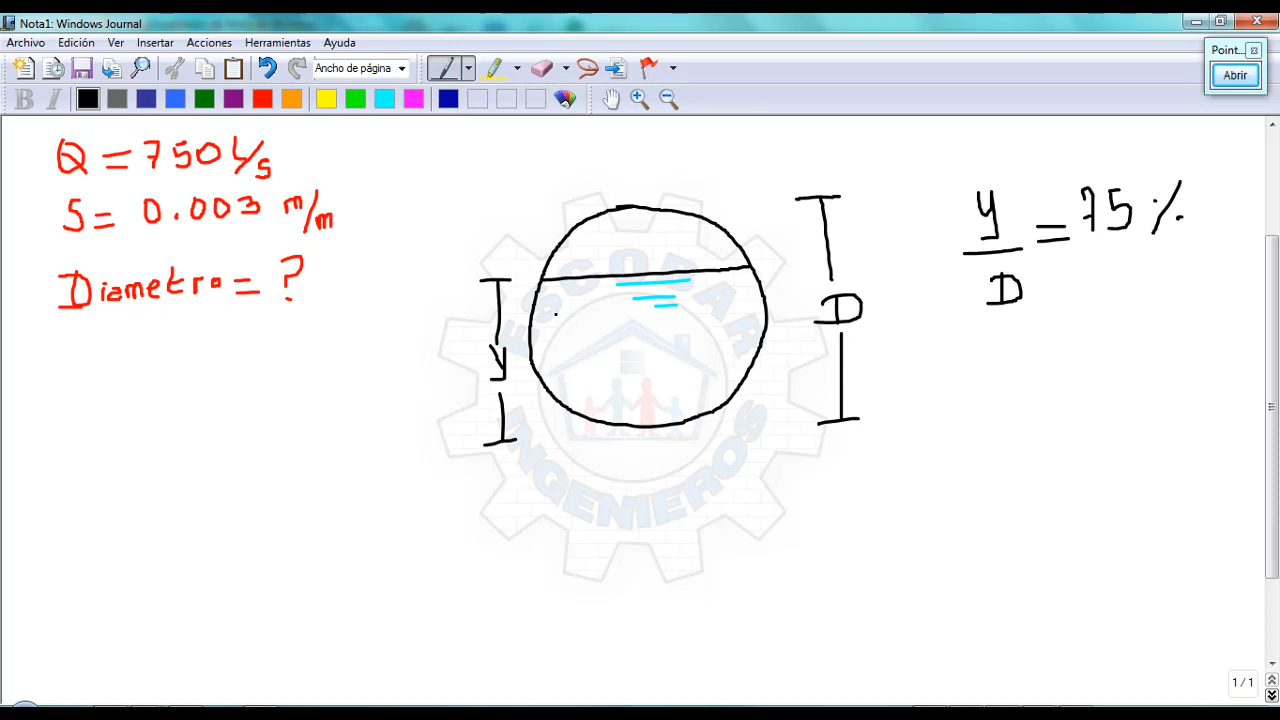 Nota1: Windows Journal
Archivo Edición Ver Insertar Acciones Herramientas Ayuda
Point...
Abrir
Ancho de página
Q = 750 L/s
S = 0.003 m/m
Diametro = ?
y
D
y
D
= 75 %
ESCOBAR
INGENIEROS
1 / 1